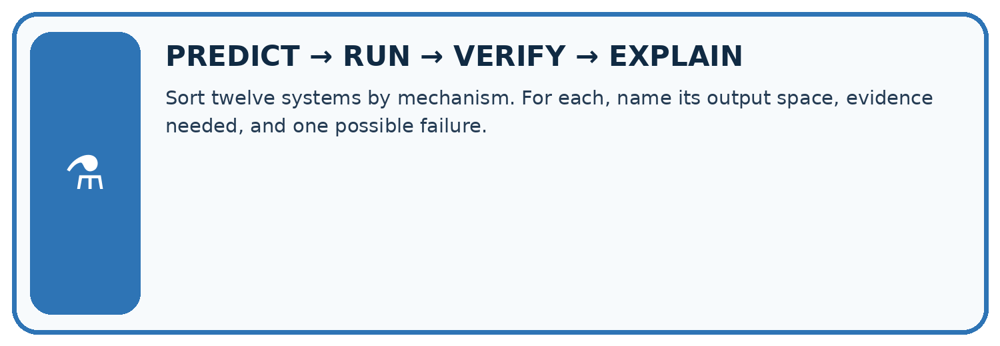 PREDICT → RUN → VERIFY → EXPLAIN
Sort twelve systems by mechanism. For each, name its output space, evidence
needed, and one possible failure.